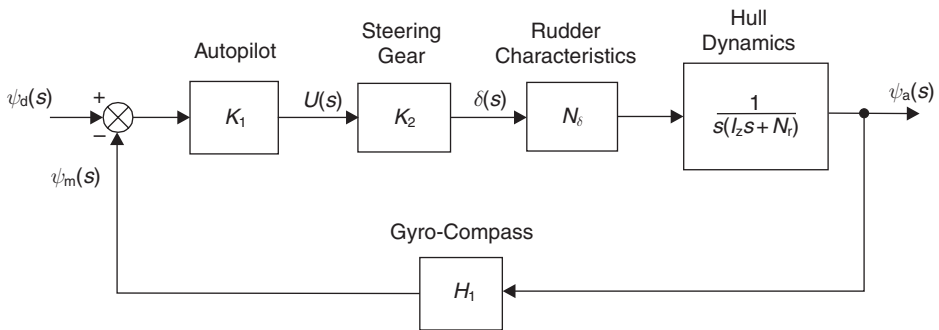 Hull
Dynamics
Steering
Gear
Rudder
Characteristics
Autopilot
ψd(s)
+
−
K1
U(s)
K2
δ(s)
Nδ
1
s(Izs + Nr)
ψa(s)
ψm(s)
Gyro-Compass
H1